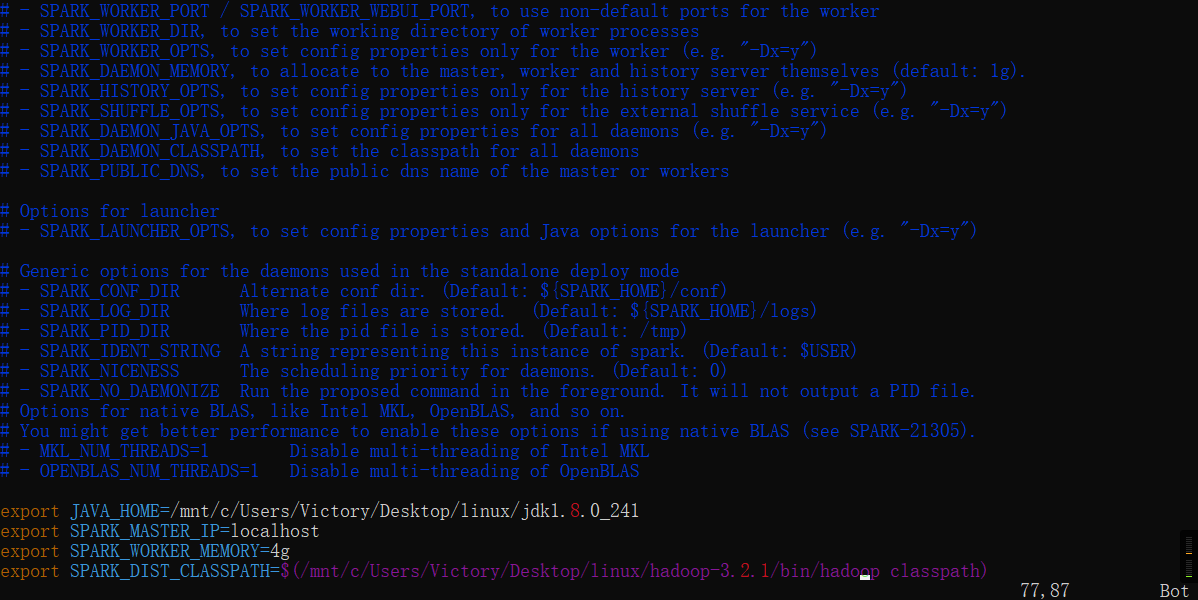 # - SPARK_WORKER_PORT / SPARK_WORKER_WEBUI_PORT, to use non-default ports for the worker
# - SPARK_WORKER_DIR, to set the working directory of worker processes
# - SPARK_WORKER_OPTS, to set config properties only for the worker (e.g. "-Dx=y")
# - SPARK_DAEMON_MEMORY, to allocate to the master, worker and history server themselves (default: 1g).
# - SPARK_HISTORY_OPTS, to set config properties only for the history server (e.g. "-Dx=y")
# - SPARK_SHUFFLE_OPTS, to set config properties only for the external shuffle service (e.g. "-Dx=y")
# - SPARK_DAEMON_JAVA_OPTS, to set config properties for all daemons (e.g. "-Dx=y")
# - SPARK_DAEMON_CLASSPATH, to set the classpath for all daemons
# - SPARK_PUBLIC_DNS, to set the public dns name of the master or workers
# Options for launcher
# - SPARK_LAUNCHER_OPTS, to set config properties and Java options for the launcher (e.g. "-Dx=y")
# Generic options for the daemons used in the standalone deploy mode
# - SPARK_CONF_DIR      Alternate conf dir. (Default: ${SPARK_HOME}/conf)
# - SPARK_LOG_DIR       Where log files are stored.  (Default: ${SPARK_HOME}/logs)
# - SPARK_PID_DIR       Where the pid file is stored. (Default: /tmp)
# - SPARK_IDENT_STRING  A string representing this instance of spark. (Default: $USER)
# - SPARK_NICENESS      The scheduling priority for daemons. (Default: 0)
# - SPARK_NO_DAEMONIZE  Run the proposed command in the foreground. It will not output a PID file.
# Options for native BLAS, like Intel MKL, OpenBLAS, and so on.
# You might get better performance to enable these options if using native BLAS (see SPARK-21305).
# - MKL_NUM_THREADS=1        Disable multi-threading of Intel MKL
# - OPENBLAS_NUM_THREADS=1   Disable multi-threading of OpenBLAS
export JAVA_HOME=/mnt/c/Users/Victory/Desktop/linux/jdk1.8.0_241
export SPARK_MASTER_IP=localhost
export SPARK_WORKER_MEMORY=4g
export SPARK_DIST_CLASSPATH=$(/mnt/c/Users/Victory/Desktop/linux/hadoop-3.2.1/bin/hadoop classpath)
77,87 Bot